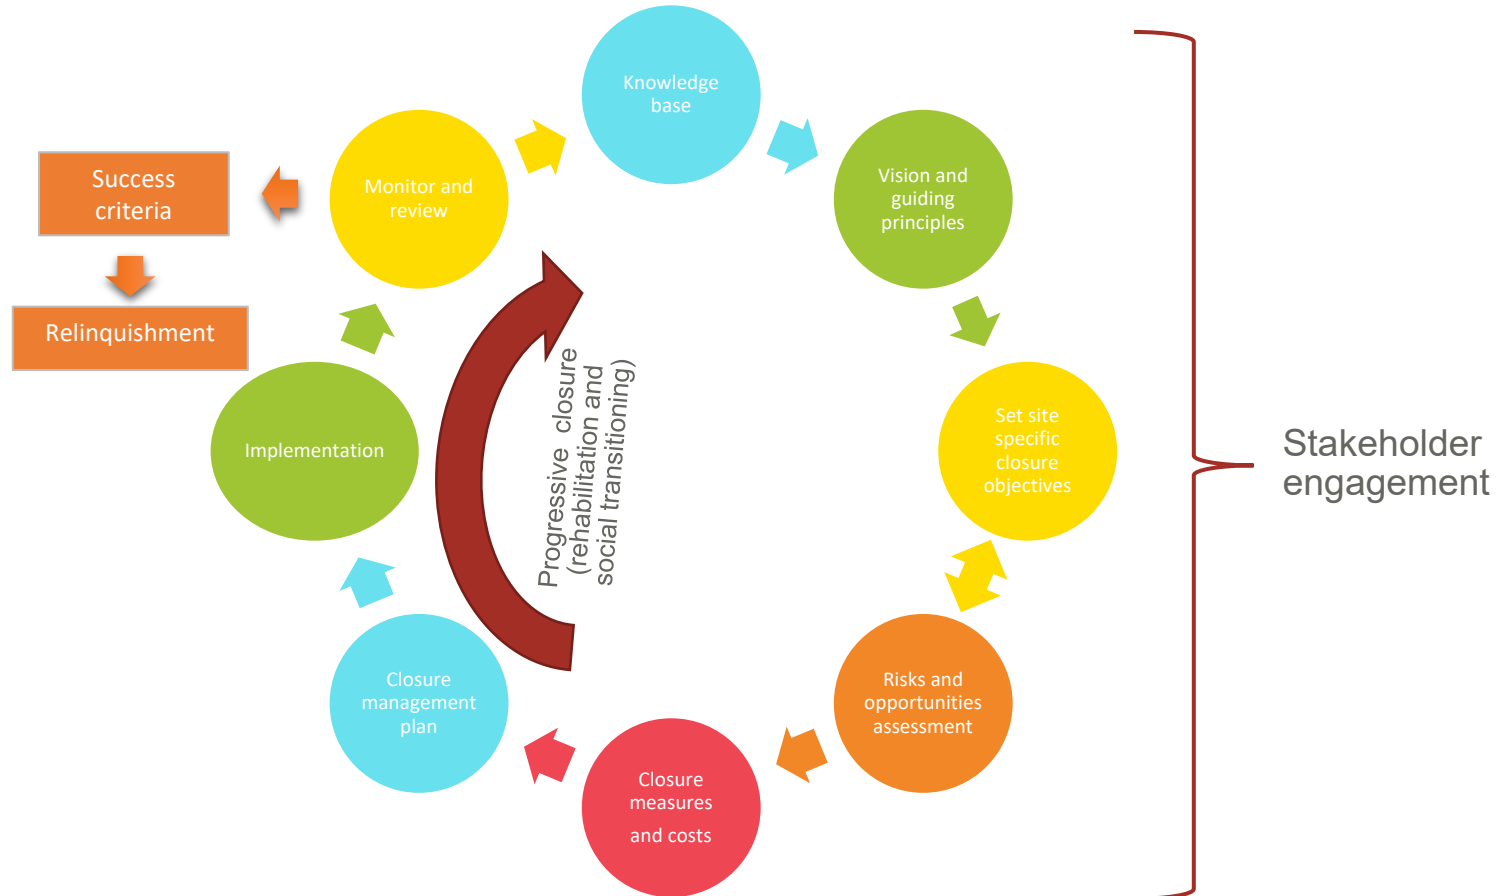 Knowledge
base
Vision and
guiding
principles
Set site
specific
closure
objectives
Risks and
opportunities
assessment
Closure
measures
and costs
Closure
management
plan
Implementation
Monitor and
review
Success
criteria
Relinquishment
Progressive closure
(rehabilitation and
social transitioning)
Stakeholder
engagement